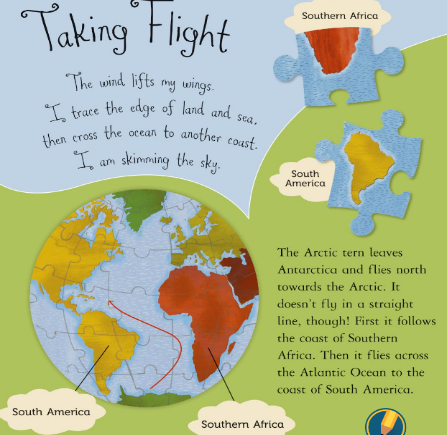 Taking Flight
The wind lifts my wings.
I trace the edge of land and sea,
then cross the ocean to another coast.
I am skimming the sky.
Southern Africa
South
America
The Arctic tern leaves
Antarctica and flies north
towards the Arctic. It
doesn't fly in a straight
line, though! First it follows
the coast of Southern
Africa. Then it flies across
the Atlantic Ocean to the
coast of South America.
South America
Southern Africa